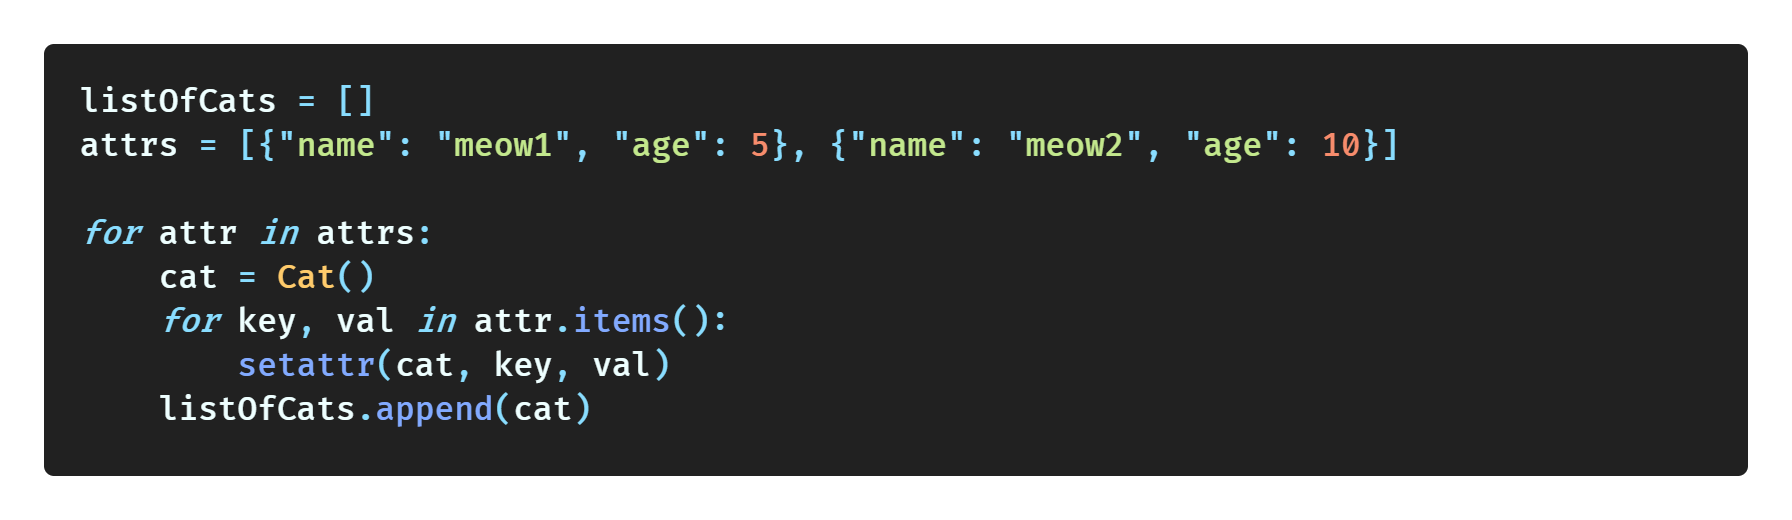 listOfCats = []
attrs = [{"name": "meow1", "age": 5}, {"name": "meow2", "age": 10}]

for attr in attrs:
    cat = Cat()
    for key, val in attr.items():
        setattr(cat, key, val)
    listOfCats.append(cat)